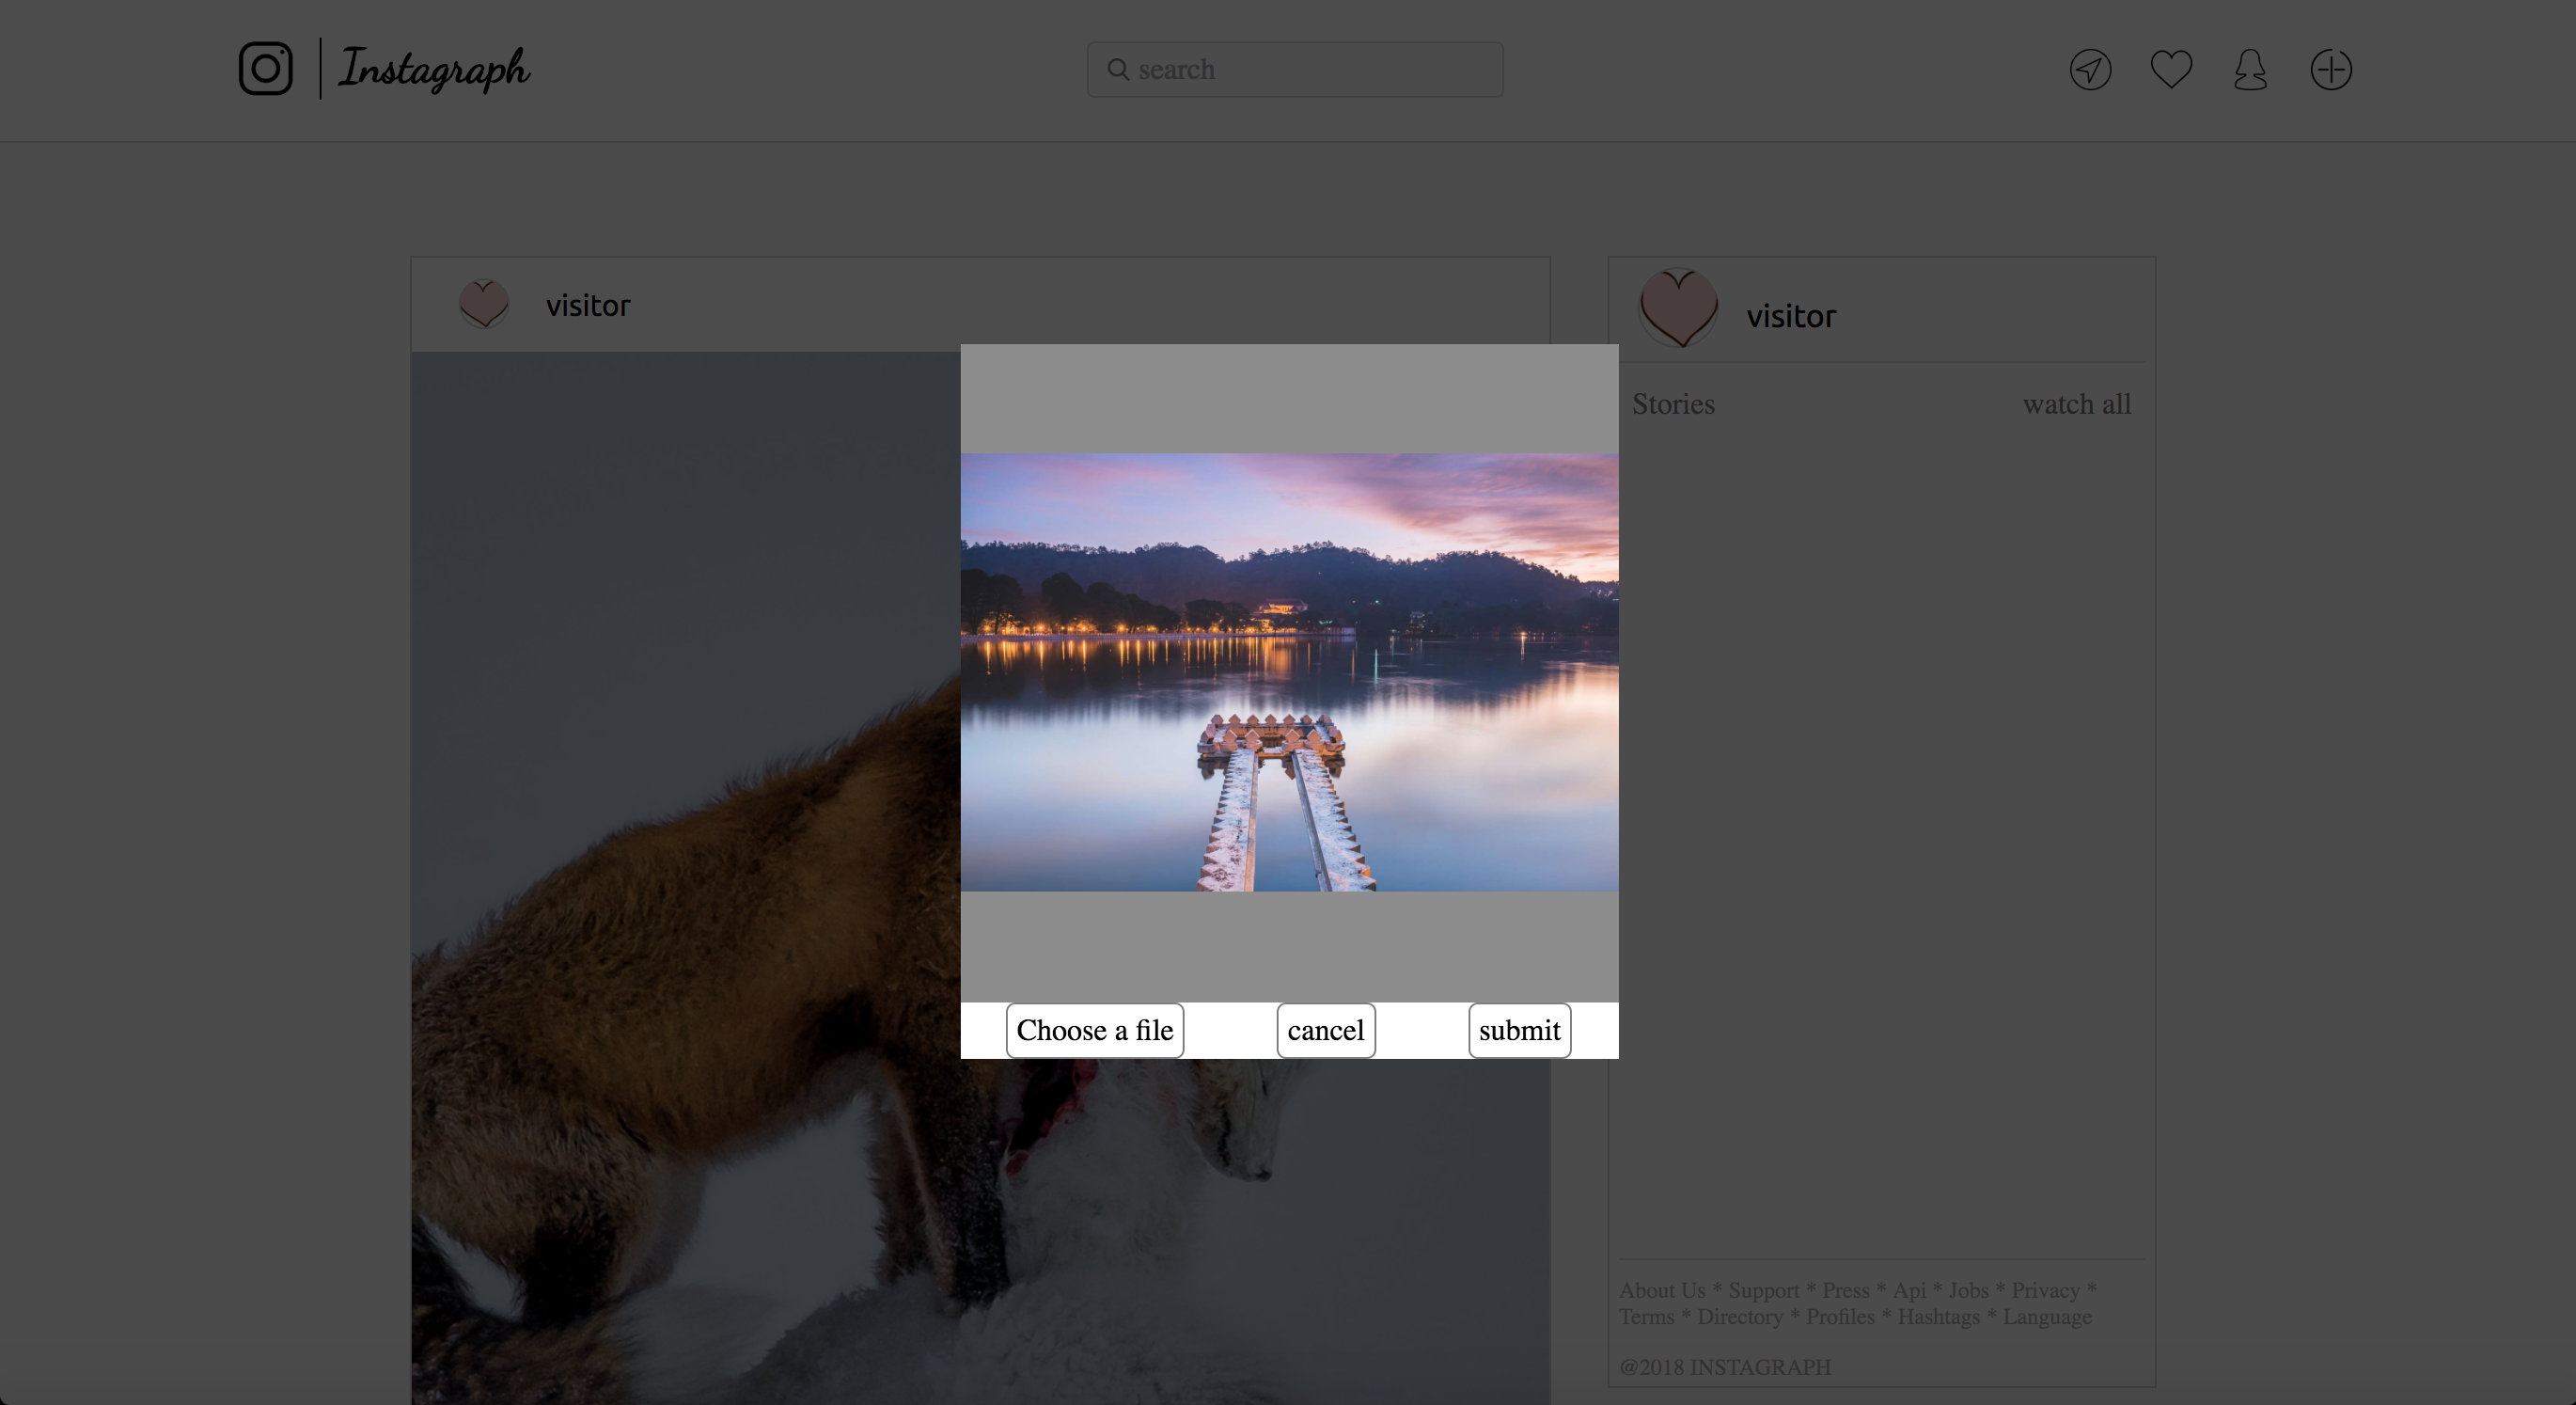 Instagraph
search
visitor
visitor
Stories
watch all
Choose a file
cancel
submit
About Us * Support * Press * Api * Jobs * Privacy *
Terms * Directory * Profiles * Hashtags * Language
@2018 INSTAGRAPH